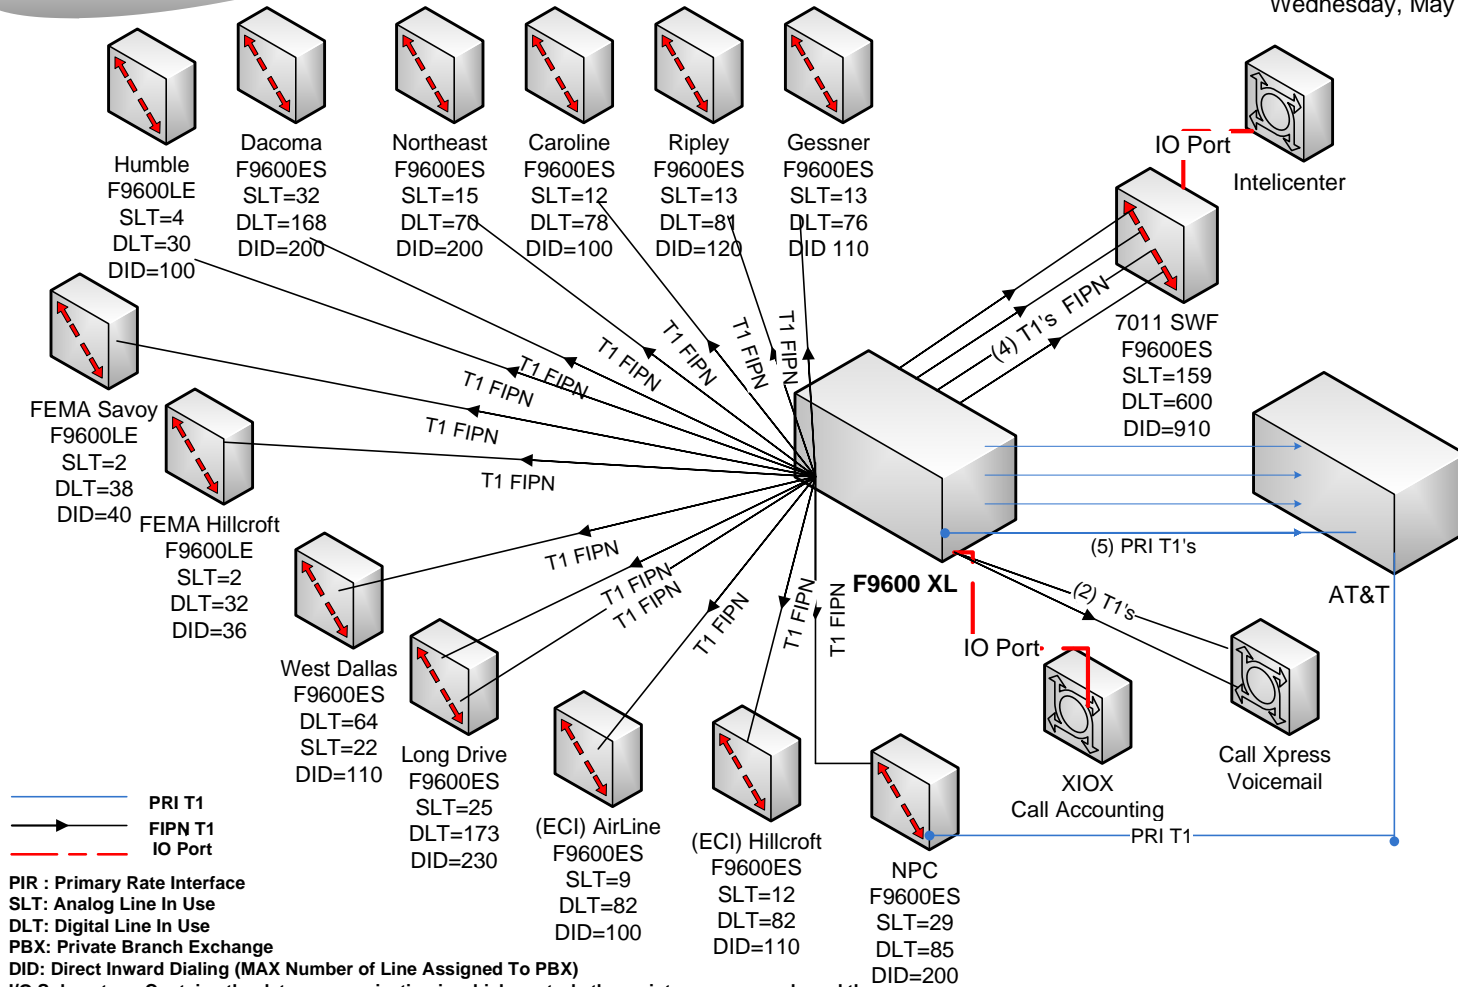 Wednesday, May
Humble
F9600LE
SLT=4
DLT=30
DID=100
Dacoma
F9600ES
SLT=32
DLT=168
DID=200
Northeast
F9600ES
SLT=15
DLT=70
DID=200
Caroline
F9600ES
SLT=12
DLT=78
DID=100
Ripley
F9600ES
SLT=13
DLT=81
DID=120
Gessner
F9600ES
SLT=13
DLT=76
DID 110
IO Port
Intelicenter
(4) T1's FIPN
7011 SWF
F9600ES
SLT=159
DLT=600
DID=910
T1 FIPN
T1 FIPN
T1 FIPN
T1 FIPN
T1 FIPN
T1 FIPN
T1 FIPN
T1 FIPN
FEMA Savoy
F9600LE
SLT=2
DLT=38
DID=40
FEMA Hillcroft
F9600LE
SLT=2
DLT=32
DID=36
T1 FIPN
T1 FIPN
T1 FIPN
T1 FIPN
T1 FIPN
T1 FIPN
T1 FIPN
(5) PRI T1's
F9600 XL
AT&T
(2) T1's
IO Port
West Dallas
F9600ES
DLT=64
SLT=22
DID=110
Long Drive
F9600ES
SLT=25
DLT=173
DID=230
(ECI) AirLine
F9600ES
SLT=9
DLT=82
DID=100
(ECI) Hillcroft
F9600ES
SLT=12
DLT=82
DID=110
NPC
F9600ES
SLT=29
DLT=85
DID=200
XIOX
Call Accounting
Call Xpress
Voicemail
PRI T1
PRI T1
FIPN T1
IO Port
PIR : Primary Rate Interface
SLT: Analog Line In Use
DLT: Digital Line In Use
PBX: Private Branch Exchange
DID: Direct Inward Dialing (MAX Number of Line Assigned To PBX)